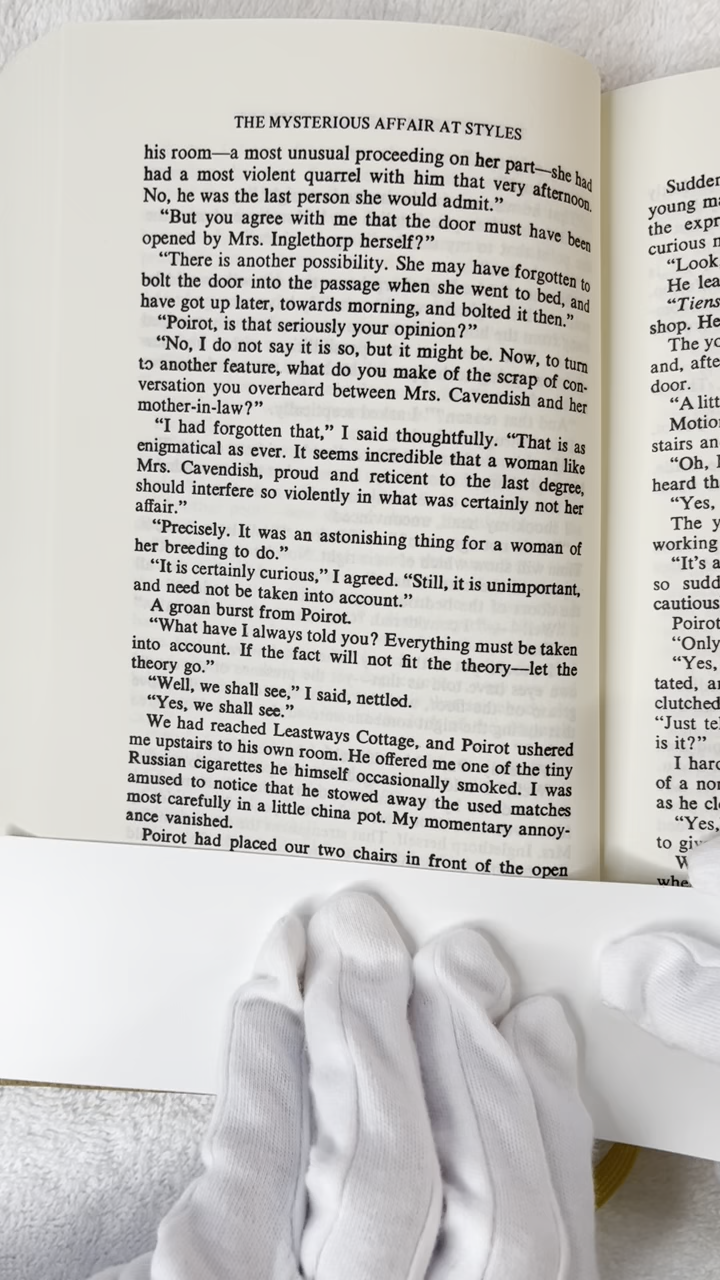 THE MYSTERIOUS AFFAIR AT STYLES
his room—a most unusual proceeding on her part—she had
had a most violent quarrel with him that very afternoon.
No, he was the last person she would admit.”
“But you agree with me that the door must have been
opened by Mrs. Inglethorp herself?”
“There is another possibility. She may have forgotten to
bolt the door into the passage when she went to bed, and
have got up later, towards morning, and bolted it then.”
“Poirot, is that seriously your opinion?”
“No, I do not say it is so, but it might be. Now, to turn
to another feature, what do you make of the scrap of con-
versation you overheard between Mrs. Cavendish and her
mother-in-law?”
“I had forgotten that,” I said thoughtfully. “That is as
enigmatical as ever. It seems incredible that a woman like
Mrs. Cavendish, proud and reticent to the last degree,
should interfere so violently in what was certainly not her
affair.”
“Precisely. It was an astonishing thing for a woman of
her breeding to do.”
“It is certainly curious,” I agreed. “Still, it is unimportant,
and need not be taken into account.”
A groan burst from Poirot.
“What have I always told you? Everything must be taken
into account. If the fact will not fit the theory—let the
theory go.”
“Well, we shall see,” I said, nettled.
“Yes, we shall see.”
We had reached Leastways Cottage, and Poirot ushered
me upstairs to his own room. He offered me one of the tiny
Russian cigarettes he himself occasionally smoked. I was
amused to notice that he stowed away the used matches
most carefully in a little china pot. My momentary annoy-
ance vanished.
Poirot had placed our two chairs in front of the open
Sudden
young ma
the expr
curious n
“Look
He lea
“Tiens
shop. He
The yo
and, afte
door.
“A litt
Motion
stairs an
“Oh, I
heard th
“Yes,
The y
working
“It’s a
so sudd
cautious
Poirot
“Only
“Yes,
tated, an
clutched
“Just tel
is it?”
I hard
of a non
as he cl
“Yes,
to giv
W
whe